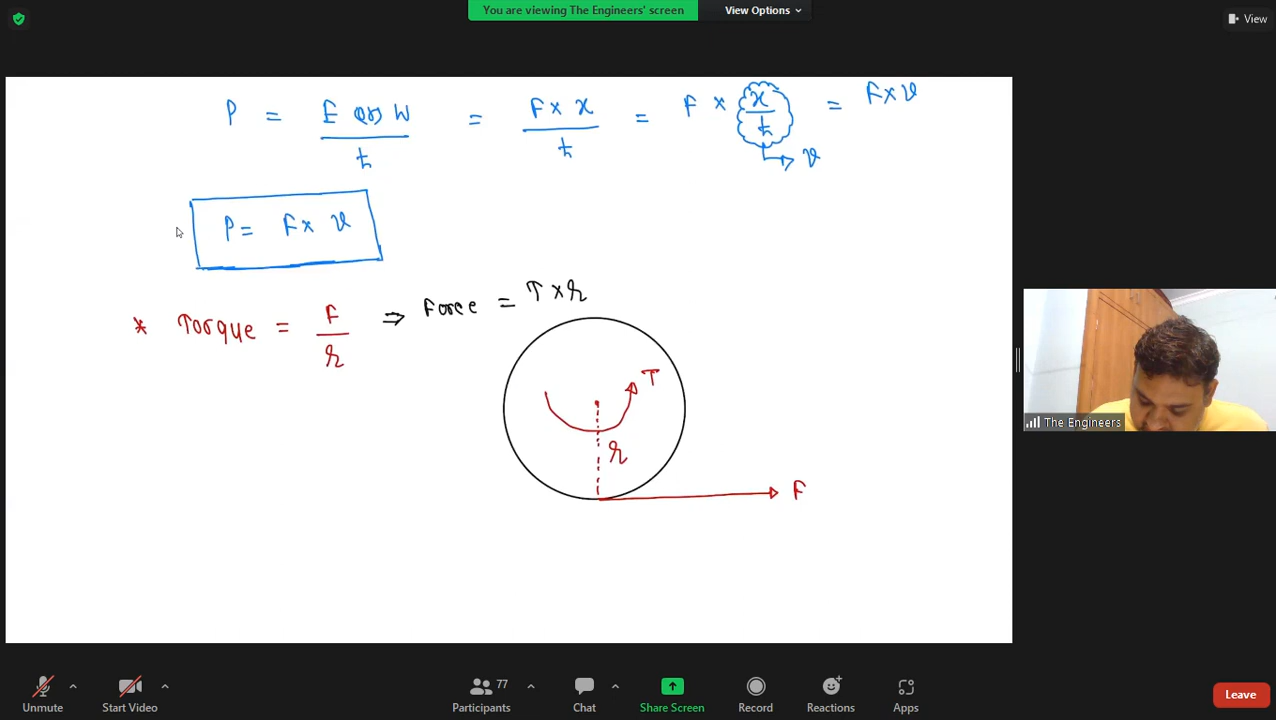 You are viewing The Engineers' screen
View Options
View
P = E or W / t = F × x / t = F × x / t = F × v
→ v
P = F × v
* Torque = F / r ⇒ Force = T × r
T
r
F
The Engineers
77
Unmute
Start Video
Participants
Chat
Share Screen
Record
Reactions
Apps
Leave